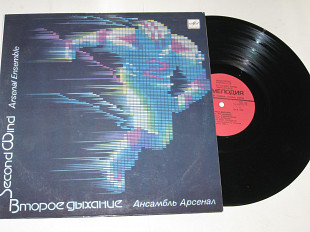 Second Wind
Arsenal Ensemble
Второе дыхание
Ансамбль Арсенал
МЕЛОДИЯ